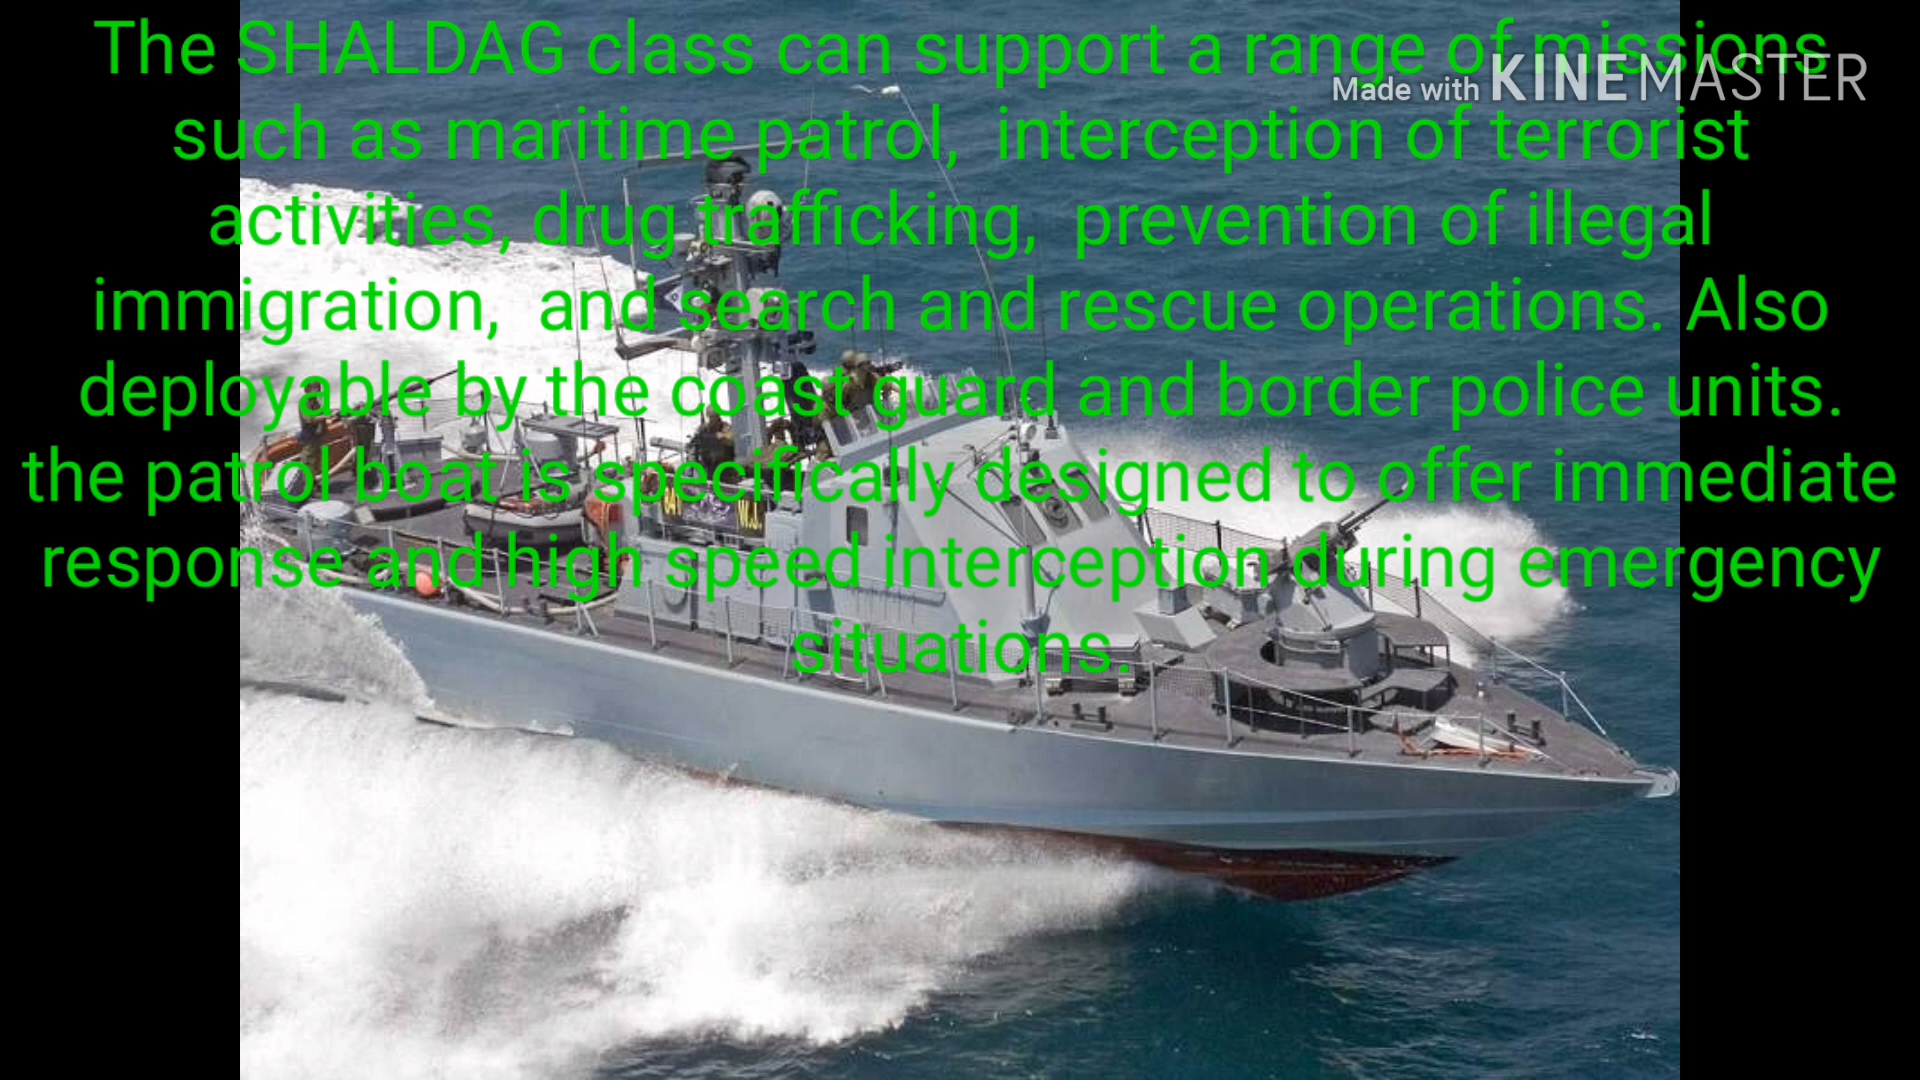 The SHALDAG class can support a range of missions
Made with KINEMASTER
such as maritime patrol,  interception of terrorist
activities, drug trafficking,  prevention of illegal
immigration,  and search and rescue operations. Also
deployable by the coast guard and border police units.
the patrol boat is specifically designed to offer immediate
response and high speed interception during emergency
situations.